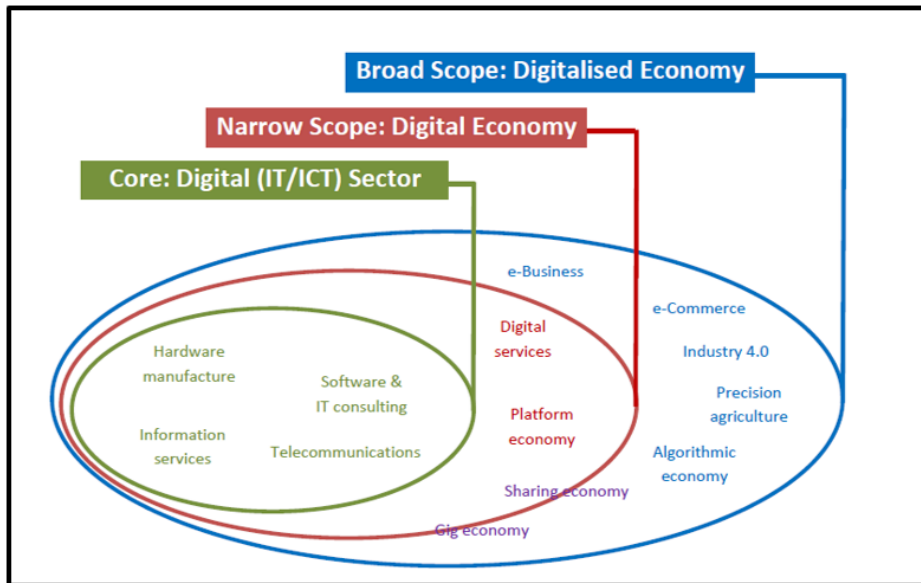 Broad Scope: Digitalised Economy
Narrow Scope: Digital Economy
Core: Digital (IT/ICT) Sector
e-Business
e-Commerce
Digital
services
Industry 4.0
Hardware
manufacture
Software &
IT consulting
Precision
agriculture
Platform
economy
Information
services
Telecommunications
Algorithmic
economy
Sharing economy
Gig economy